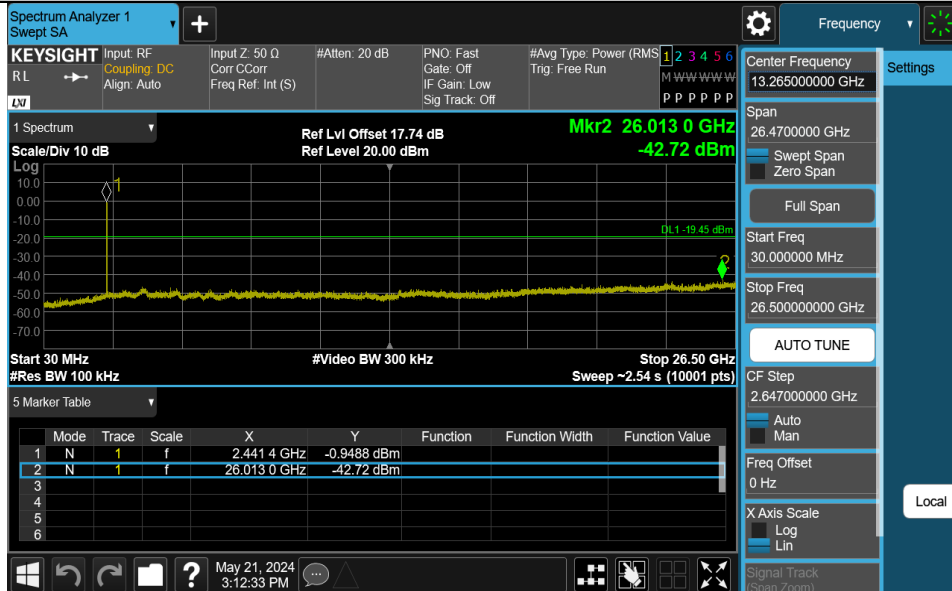 Spectrum Analyzer 1
Swept SA
Frequency
KEYSIGHT
RL
LXI
Input: RF
Coupling: DC
Align: Auto
Input Z: 50 Ω
Corr CCorr
Freq Ref: Int (S)
#Atten: 20 dB
PNO: Fast
Gate: Off
IF Gain: Low
Sig Track: Off
#Avg Type: Power (RMS
Trig: Free Run
1 2 3 4 5 6
M W W W W W
P P P P P P
1 Spectrum
Scale/Div 10 dB
Ref Lvl Offset 17.74 dB
Ref Level 20.00 dBm
Mkr2 26.013 0 GHz
-42.72 dBm
Log
10.0
0.00
-10.0
-20.0
-30.0
-40.0
-50.0
-60.0
-70.0
1
DL1 -19.45 dBm
2
Start 30 MHz
#Res BW 100 kHz
#Video BW 300 kHz
Stop 26.50 GHz
Sweep ~2.54 s (10001 pts)
5 Marker Table
Mode Trace Scale X Y Function Function Width Function Value
1 N 1 f 2.441 4 GHz -0.9488 dBm
2 N 1 f 26.013 0 GHz -42.72 dBm
3
4
5
6
?
May 21, 2024
3:12:33 PM
Center Frequency
13.265000000 GHz
Span
26.4700000 GHz
Swept Span
Zero Span
Full Span
Start Freq
30.000000 MHz
Stop Freq
26.500000000 GHz
AUTO TUNE
CF Step
2.647000000 GHz
Auto
Man
Freq Offset
0 Hz
X Axis Scale
Log
Lin
Signal Track
(Span Zoom)
Settings
Local